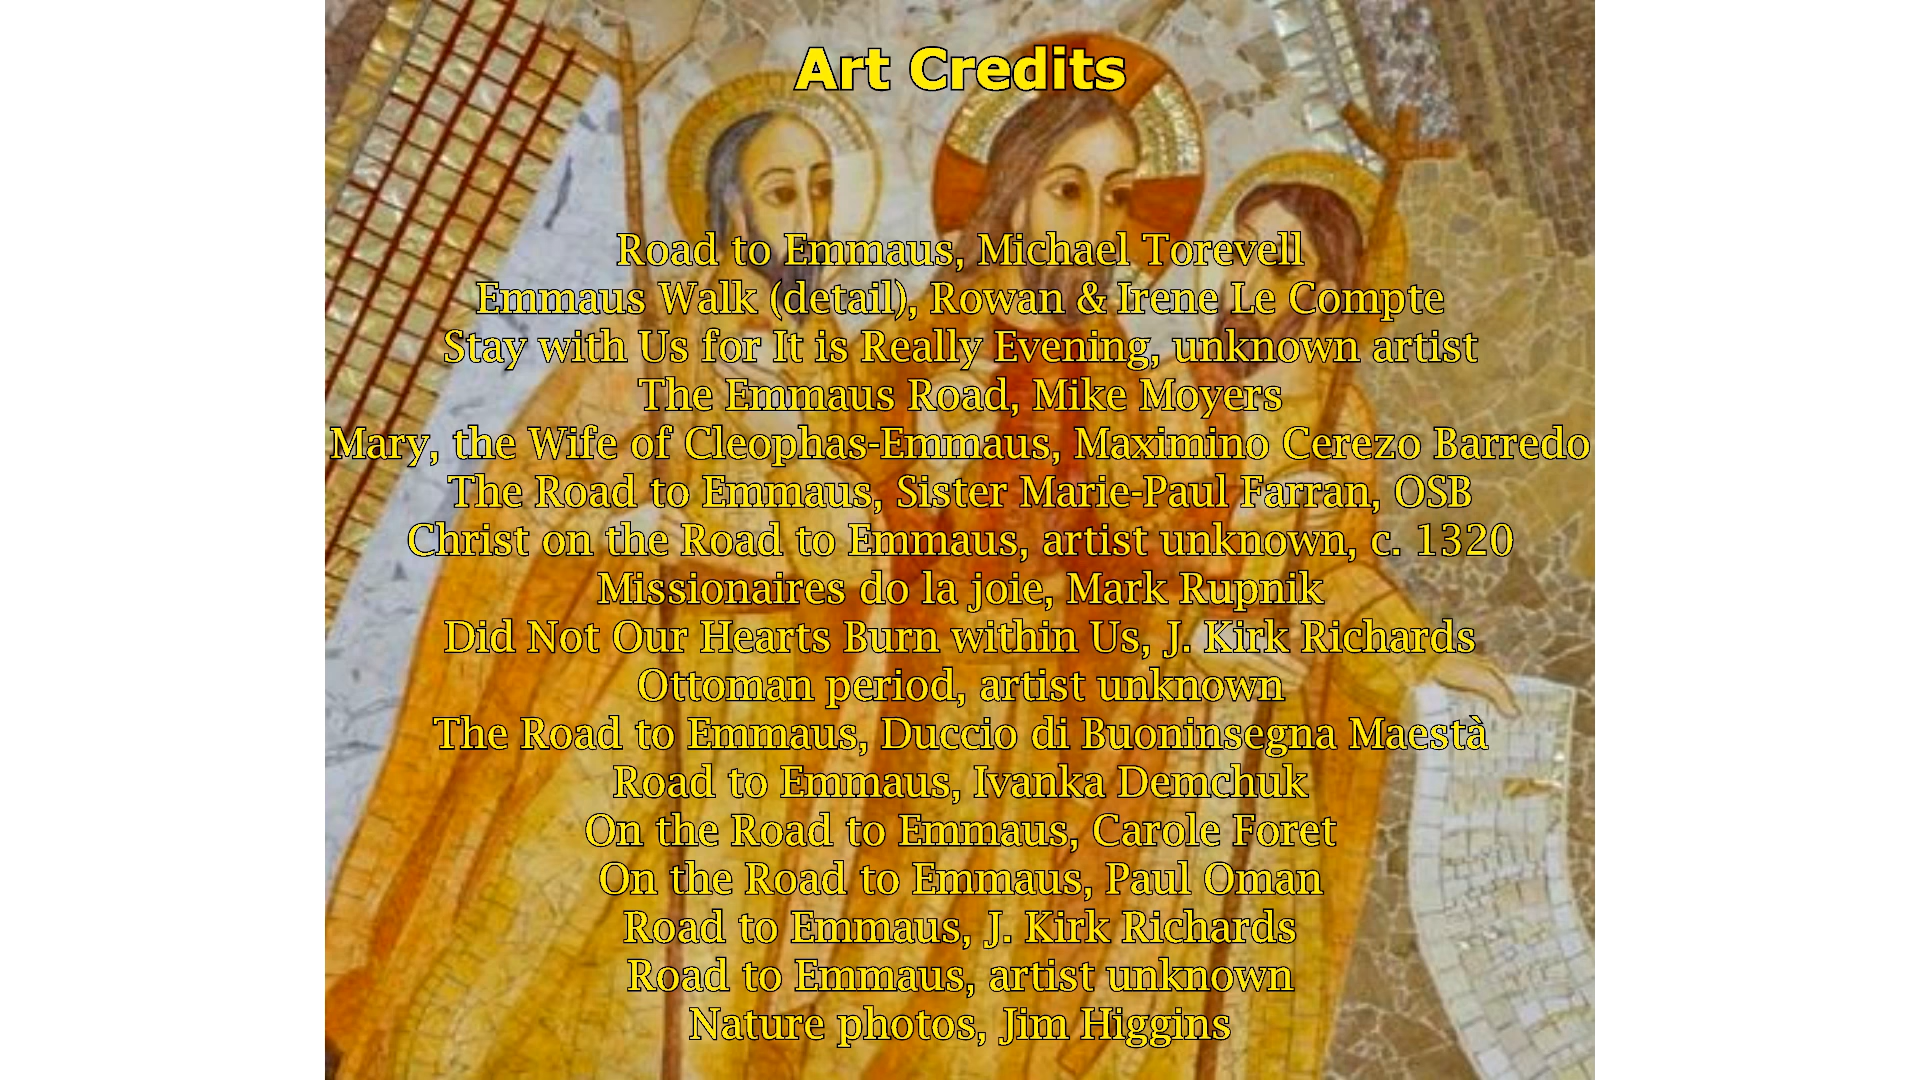 Art Credits
Road to Emmaus, Michael Torevell
Emmaus Walk (detail), Rowan & Irene Le Compte
Stay with Us for It is Really Evening, unknown artist
The Emmaus Road, Mike Moyers
Mary, the Wife of Cleophas-Emmaus, Maximino Cerezo Barredo
The Road to Emmaus, Sister Marie-Paul Farran, OSB
Christ on the Road to Emmaus, artist unknown, c. 1320
Missionaires do la joie, Mark Rupnik
Did Not Our Hearts Burn within Us, J. Kirk Richards
Ottoman period, artist unknown
The Road to Emmaus, Duccio di Buoninsegna Maestà
Road to Emmaus, Ivanka Demchuk
On the Road to Emmaus, Carole Foret
On the Road to Emmaus, Paul Oman
Road to Emmaus, J. Kirk Richards
Road to Emmaus, artist unknown
Nature photos, Jim Higgins